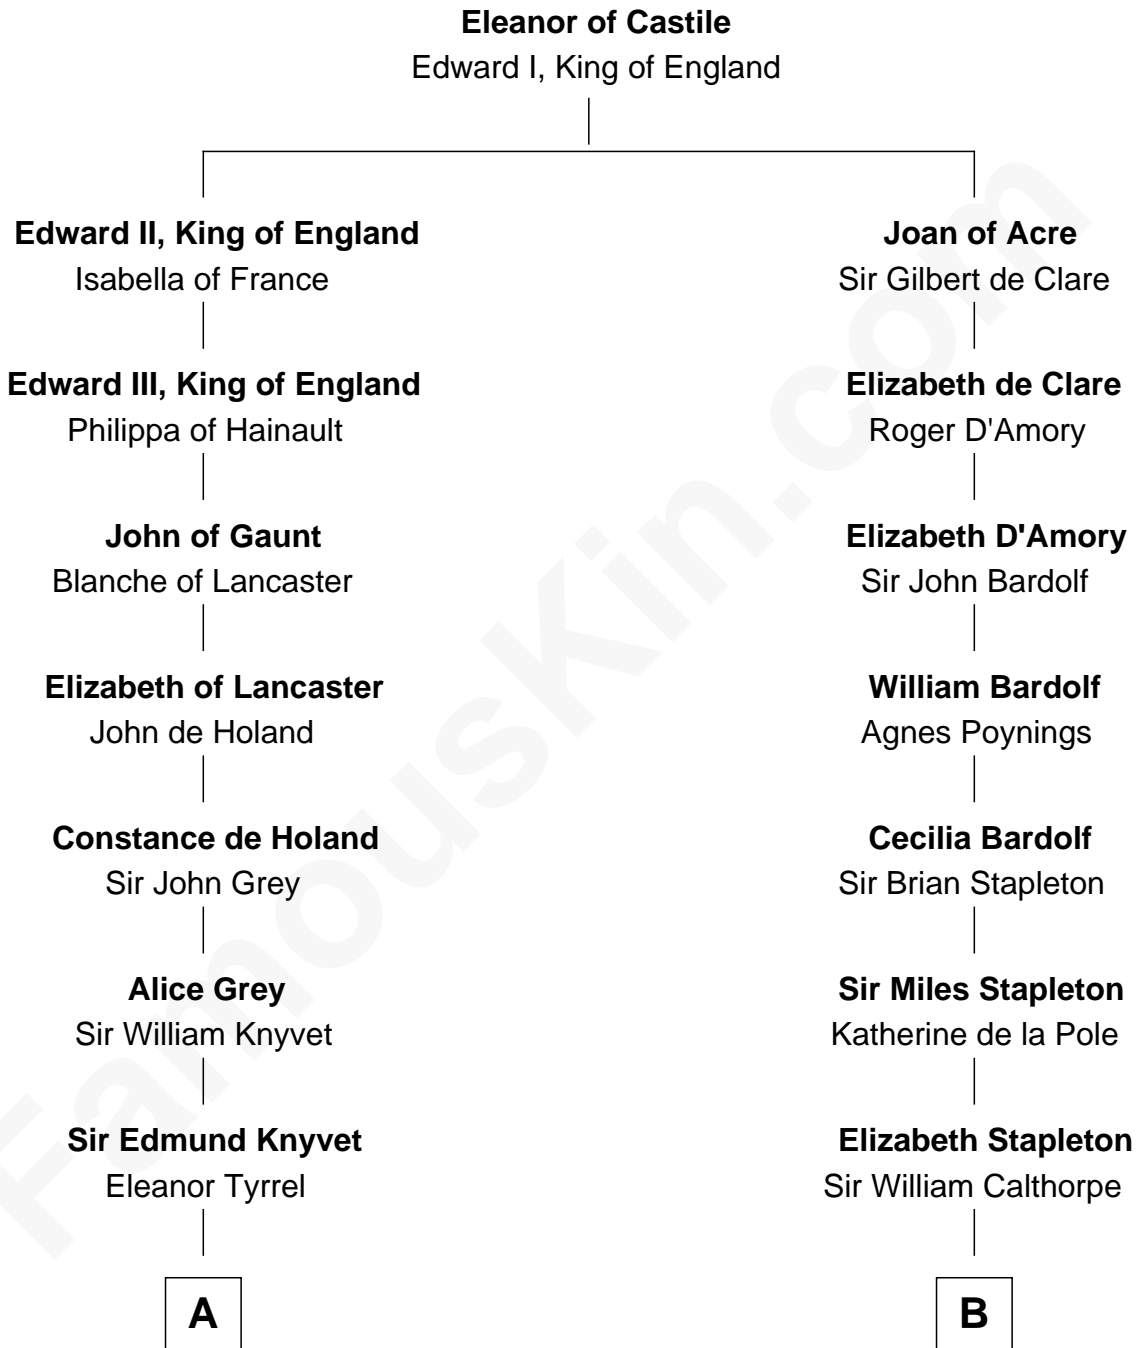 Eleanor of Castile
Edward I, King of England
Edward II, King of England
Isabella of France
Joan of Acre
Sir Gilbert de Clare
Edward III, King of England
Philippa of Hainault
Elizabeth de Clare
Roger D'Amory
John of Gaunt
Blanche of Lancaster
Elizabeth D'Amory
Sir John Bardolf
Elizabeth of Lancaster
John de Holand
William Bardolf
Agnes Poynings
Constance de Holand
Sir John Grey
Cecilia Bardolf
Sir Brian Stapleton
Alice Grey
Sir William Knyvet
Sir Miles Stapleton
Katherine de la Pole
Sir Edmund Knyvet
Eleanor Tyrrel
Elizabeth Stapleton
Sir William Calthorpe
A
B
FamousKin.com